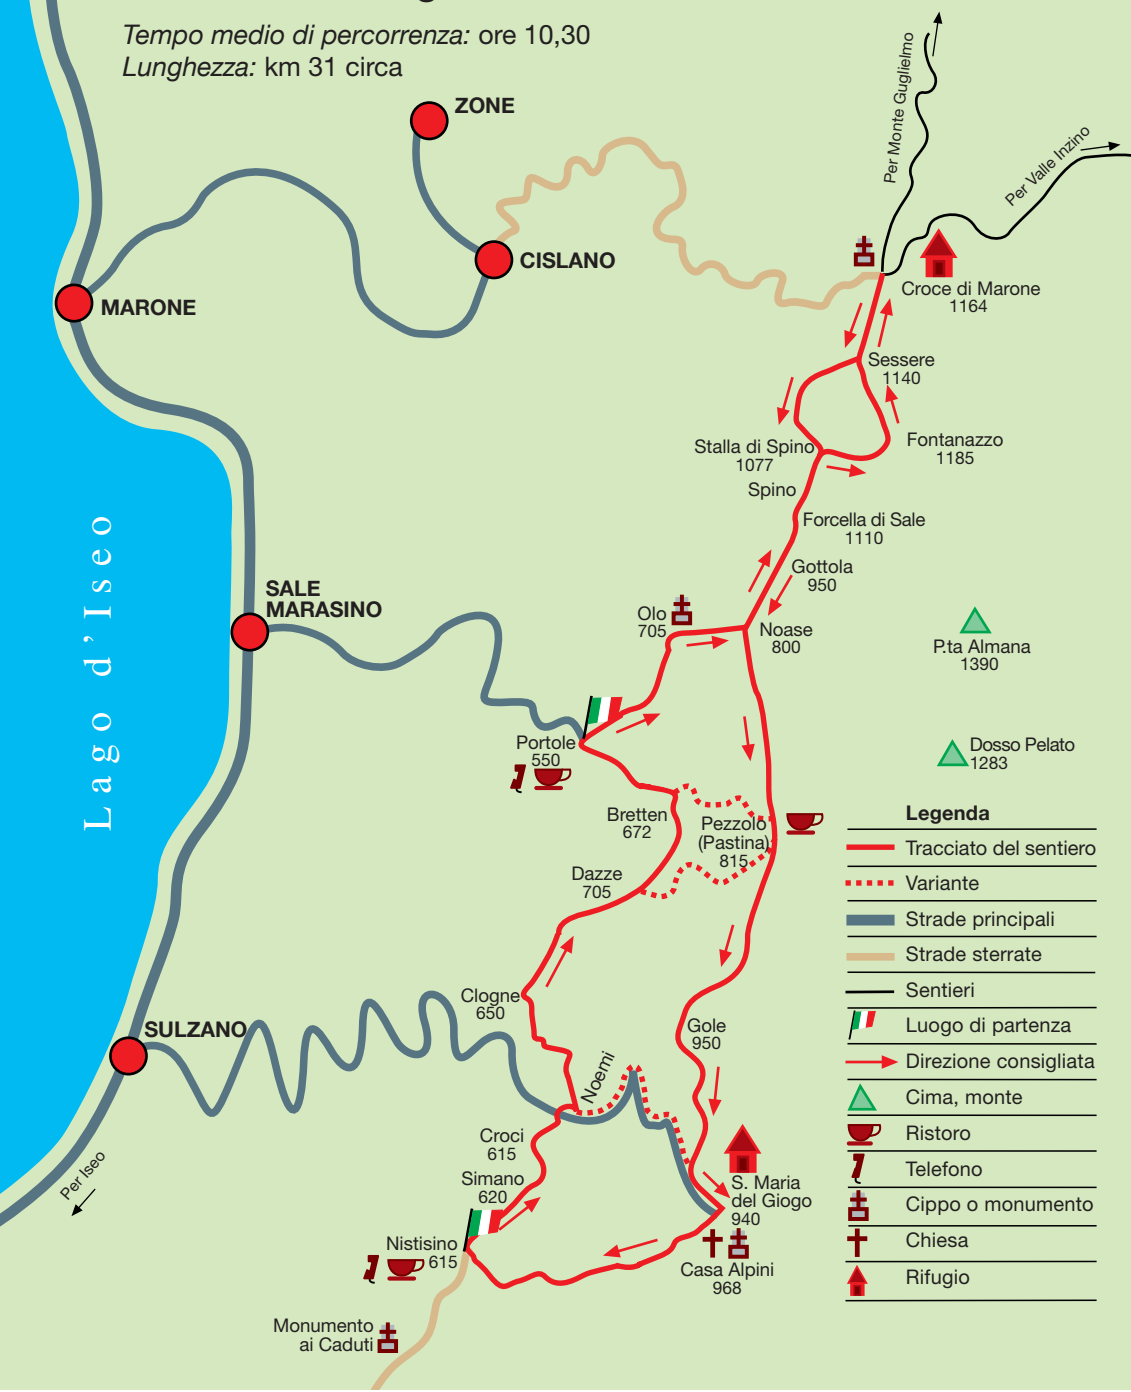 Tempo medio di percorrenza: ore 10,30
Lunghezza: km 31 circa
ZONE
CISLANO
MARONE
Per Monte Guglielmo
Per Valle Inzino
Croce di Marone
1164
Sessere
1140
Fontanazzo
1185
Stalla di Spino
1077
Spino
Forcella di Sale
1110
Gottola
950
Lago d'Iseo
SALE
MARASINO
Olo
705
Noase
800
P.ta Almana
1390
Portole
550
Dosso Pelato
1283
Bretten
672
Pezzolo
(Pastina)
815
Dazze
705
Clogne
650
SULZANO
Gole
950
Noemi
Croci
615
Simano
620
S. Maria
del Giogo
940
Per Iseo
Nistisino
615
Casa Alpini
968
Monumento
ai Caduti
Legenda
Tracciato del sentiero
Variante
Strade principali
Strade sterrate
Sentieri
Luogo di partenza
Direzione consigliata
Cima, monte
Ristoro
Telefono
Cippo o monumento
Chiesa
Rifugio